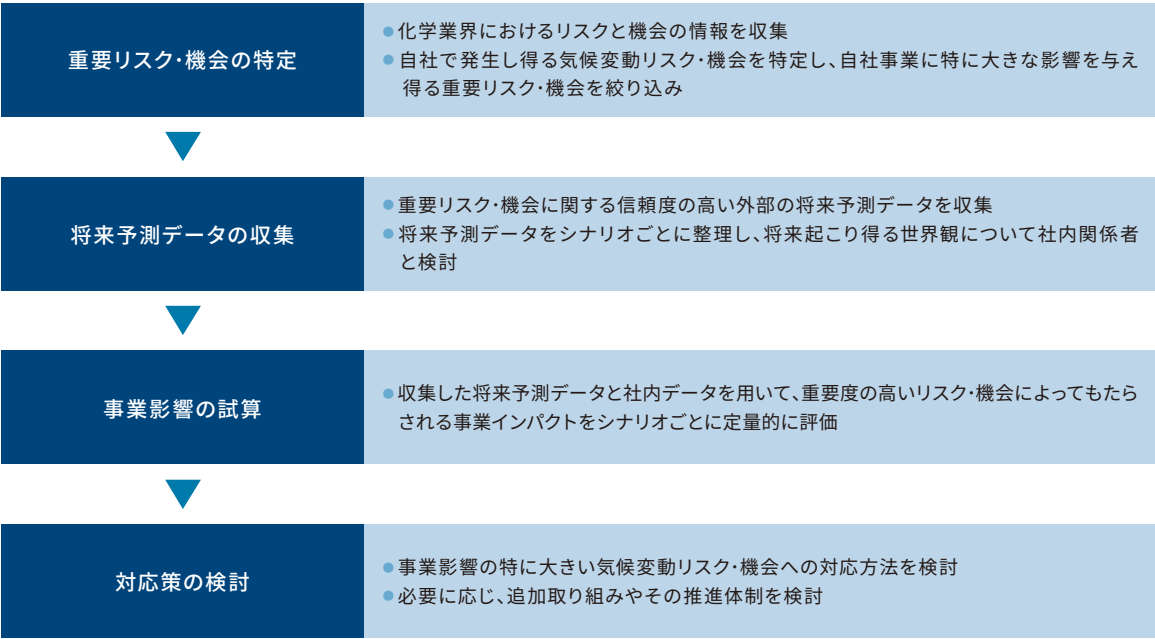 重要リスク・機会の特定
●化学業界におけるリスクと機会の情報を収集
●自社で発生し得る気候変動リスク・機会を特定し、自社事業に特に大きな影響を与え
得る重要リスク・機会を絞り込み
将来予測データの収集
●重要リスク・機会に関する信頼度の高い外部の将来予測データを収集
●将来予測データをシナリオごとに整理し、将来起こり得る世界観について社内関係者
と検討
事業影響の試算
●収集した将来予測データと社内データを用いて、重要度の高いリスク・機会によってもたら
される事業インパクトをシナリオごとに定量的に評価
対応策の検討
●事業影響の特に大きい気候変動リスク・機会への対応方法を検討
●必要に応じ、追加取り組みやその推進体制を検討